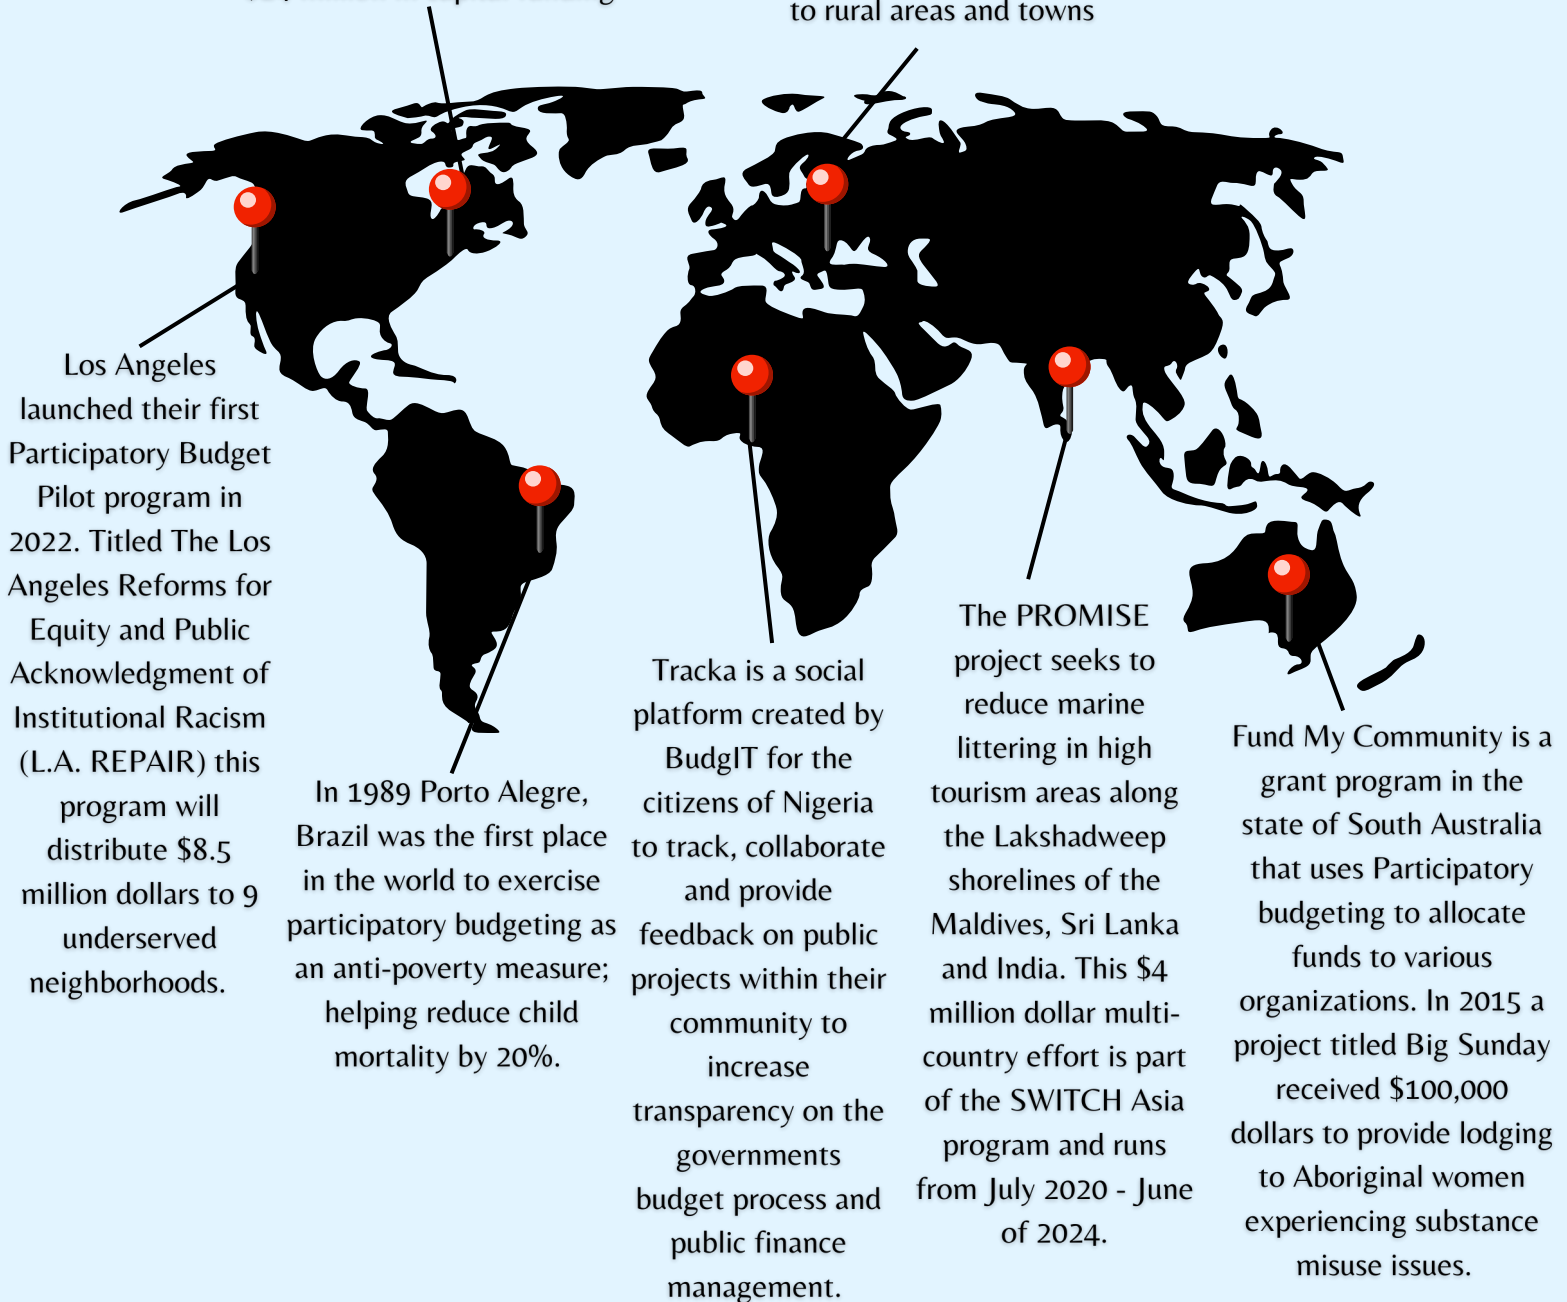 to rural areas and towns
Los Angeles
launched their first
Participatory Budget
Pilot program in
2022. Titled The Los
Angeles Reforms for
Equity and Public
Acknowledgment of
Institutional Racism
(L.A. REPAIR) this
program will
distribute $8.5
million dollars to 9
underserved
neighborhoods.
In 1989 Porto Alegre,
Brazil was the first place
in the world to exercise
participatory budgeting as
an anti-poverty measure;
helping reduce child
mortality by 20%.
Tracka is a social
platform created by
BudgIT for the
citizens of Nigeria
to track, collaborate
and provide
feedback on public
projects within their
community to
increase
transparency on the
governments
budget process and
public finance
management.
The PROMISE
project seeks to
reduce marine
littering in high
tourism areas along
the Lakshadweep
shorelines of the
Maldives, Sri Lanka
and India. This $4
million dollar multi-
country effort is part
of the SWITCH Asia
program and runs
from July 2020 - June
of 2024.
Fund My Community is a
grant program in the
state of South Australia
that uses Participatory
budgeting to allocate
funds to various
organizations. In 2015 a
project titled Big Sunday
received $100,000
dollars to provide lodging
to Aboriginal women
experiencing substance
misuse issues.